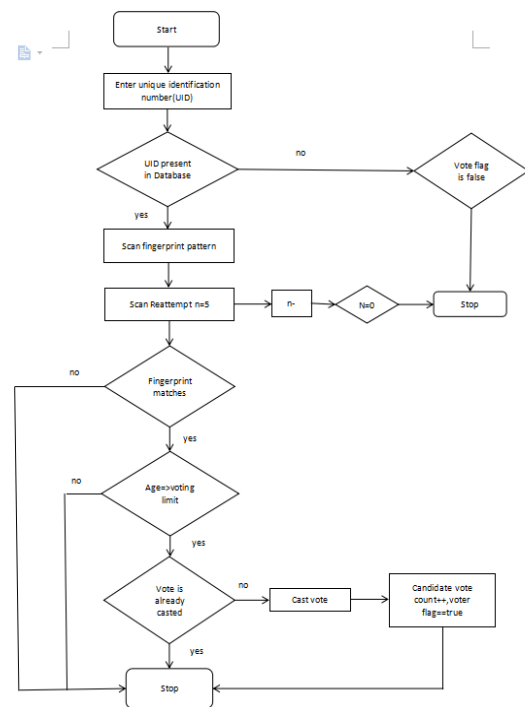 Start
Enter unique identification
number(UID)
UID present
in Database
no
Vote flag
is false
yes
Scan fingerprint pattern
Scan Reattempt n=5
n-
N=0
Stop
Fingerprint
matches
no
yes
Age=>voting
limit
no
yes
Vote is
already
casted
no
Cast vote
Candidate vote
count++,voter
flag==true
yes
Stop